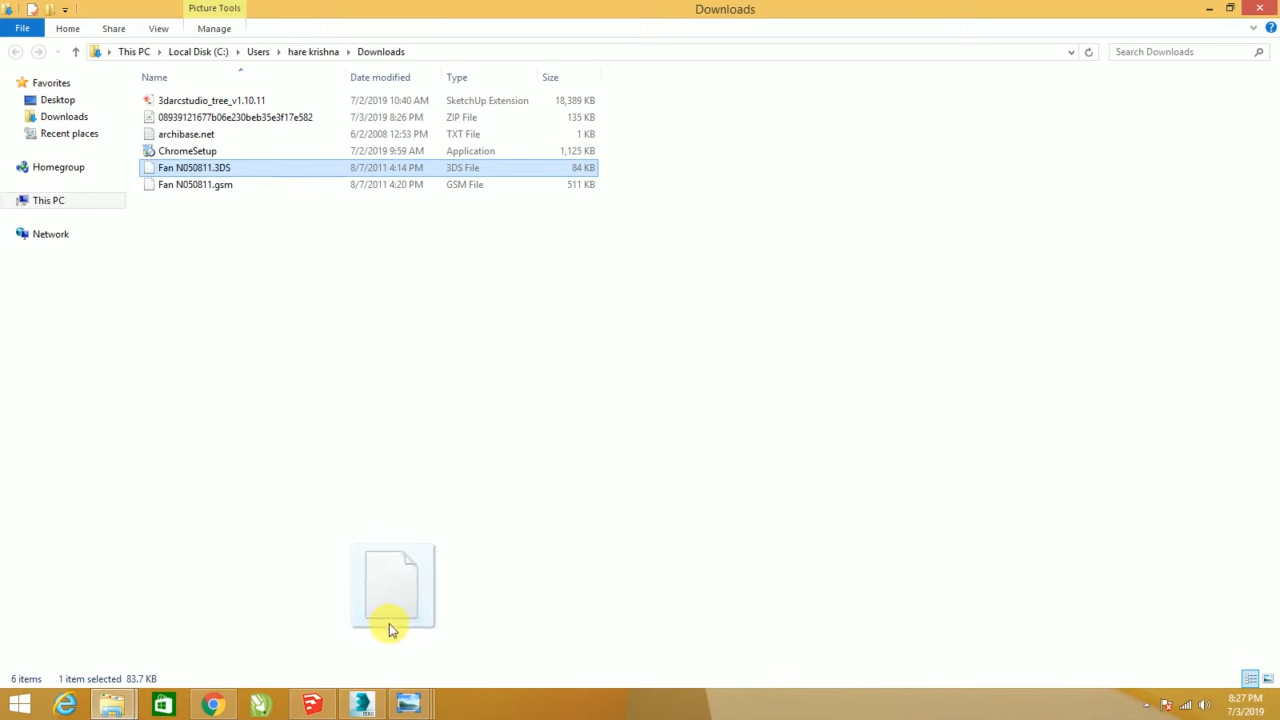 Picture Tools
Downloads
File Home Share View Manage
This PC Local Disk (C:) Users hare krishna Downloads
Search Downloads
Name Date modified Type Size
Favorites
Desktop
Downloads
Recent places
Homegroup
This PC
Network
3darcstudio_tree_v1.10.11 7/2/2019 10:40 AM SketchUp Extension 18,389 KB
08939121677b06e230beb35e3f17e582 7/3/2019 8:26 PM ZIP File 135 KB
archibase.net 6/2/2008 12:53 PM TXT File 1 KB
ChromeSetup 7/2/2019 9:59 AM Application 1,125 KB
Fan N050811.3DS 8/7/2011 4:14 PM 3DS File 84 KB
Fan N050811.gsm 8/7/2011 4:20 PM GSM File 511 KB
6 items 1 item selected 83.7 KB
8:27 PM
7/3/2019